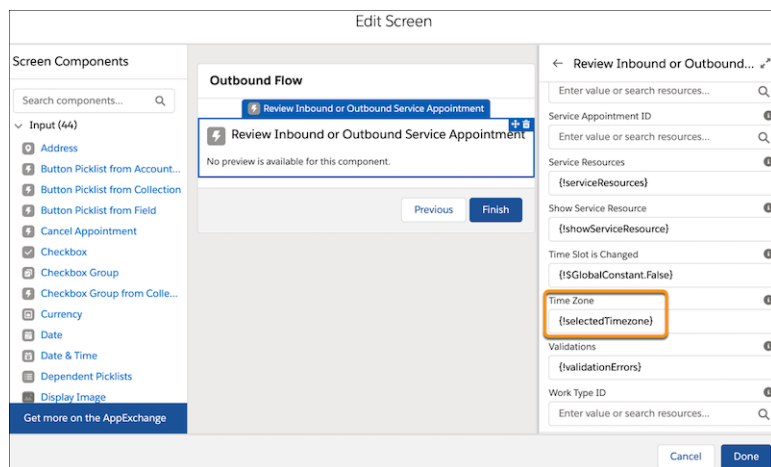 Edit Screen
Screen Components
Search components...
Input (44)
Address
Button Picklist from Account...
Button Picklist from Collection
Button Picklist from Field
Cancel Appointment
Checkbox
Checkbox Group
Checkbox Group from Colle...
Currency
Date
Date & Time
Dependent Picklists
Display Image
Get more on the AppExchange
Outbound Flow
Review Inbound or Outbound Service Appointment
Review Inbound or Outbound Service Appointment
No preview is available for this component.
Previous
Finish
Review Inbound or Outbound...
Enter value or search resources...
Service Appointment ID
Enter value or search resources...
Service Resources
{!serviceResources}
Show Service Resource
{!showServiceResource}
Time Slot is Changed
{!$GlobalConstant.False}
Time Zone
{!selectedTimezone}
Validations
{!validationErrors}
Work Type ID
Enter value or search resources...
Cancel
Done